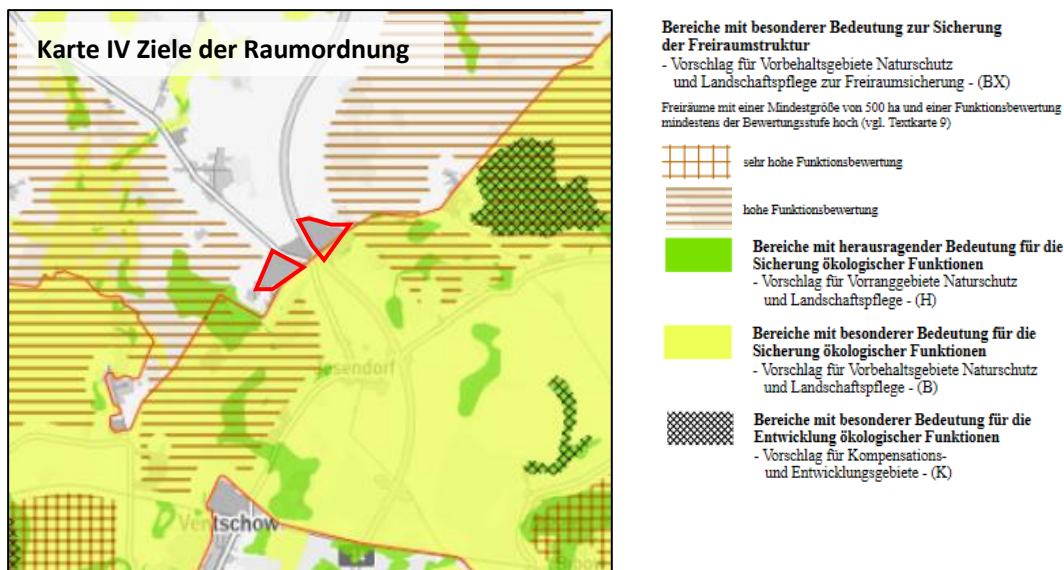 Karte IV Ziele der Raumordnung
Jesendorf
Ventschow
Bereiche mit besonderer Bedeutung zur Sicherung
der Freiraumstruktur
- Vorschlag für Vorbehaltsgebiete Naturschutz
und Landschaftspflege zur Freiraumsicherung - (BX)
Freiräume mit einer Mindestgröße von 500 ha und einer Funktionsbewertung
mindestens der Bewertungsstufe hoch (vgl. Textkarte 9)
sehr hohe Funktionsbewertung
hohe Funktionsbewertung
Bereiche mit herausragender Bedeutung für die
Sicherung ökologischer Funktionen
- Vorschlag für Vorranggebiete Naturschutz
und Landschaftspflege - (H)
Bereiche mit besonderer Bedeutung für die
Sicherung ökologischer Funktionen
- Vorschlag für Vorbehaltsgebiete Naturschutz
und Landschaftspflege - (B)
Bereiche mit besonderer Bedeutung für die
Entwicklung ökologischer Funktionen
- Vorschlag für Kompensations-
und Entwicklungsgebiete - (K)